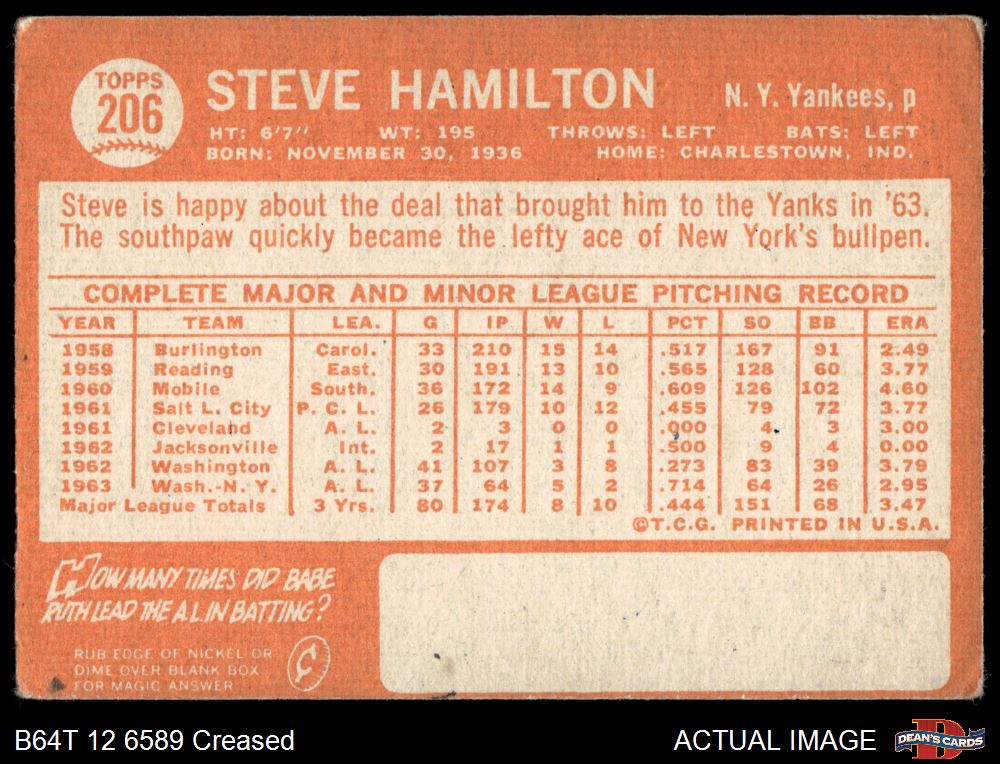 TOPPS
206
STEVE HAMILTON
N. Y. Yankees, p
HT: 6'7" WT: 195 THROWS: LEFT BATS: LEFT
BORN: NOVEMBER 30, 1936 HOME: CHARLESTOWN, IND.
Steve is happy about the deal that brought him to the Yanks in '63.
The southpaw quickly became the lefty ace of New York's bullpen.
COMPLETE MAJOR AND MINOR LEAGUE PITCHING RECORD
YEAR TEAM LEA. G IP W L PCT SO BB ERA
1958 Burlington Carol. 33 210 15 14 .517 167 91 2.49
1959 Reading East. 30 191 13 10 .565 128 60 3.77
1960 Mobile South. 36 172 14 9 .609 126 102 4.60
1961 Salt L. City P. C. L. 26 179 10 12 .455 79 72 3.77
1961 Cleveland A. L. 2 3 0 0 .000 4 3 3.00
1962 Jacksonville Int. 2 17 1 1 .500 9 4 0.00
1962 Washington A. L. 41 107 3 8 .273 83 39 3.79
1963 Wash.-N. Y. A. L. 37 64 5 2 .714 64 26 2.95
Major League Totals 3 Yrs. 80 174 8 10 .444 151 68 3.47
©T.C.G. PRINTED IN U.S.A.
HOW MANY TIMES DID BABE
RUTH LEAD THE A.L. IN BATTING?
RUB EDGE OF NICKEL OR
DIME OVER BLANK BOX
FOR MAGIC ANSWER
¢
B64T 12 6589 Creased
ACTUAL IMAGE
DEAN'S CARDS